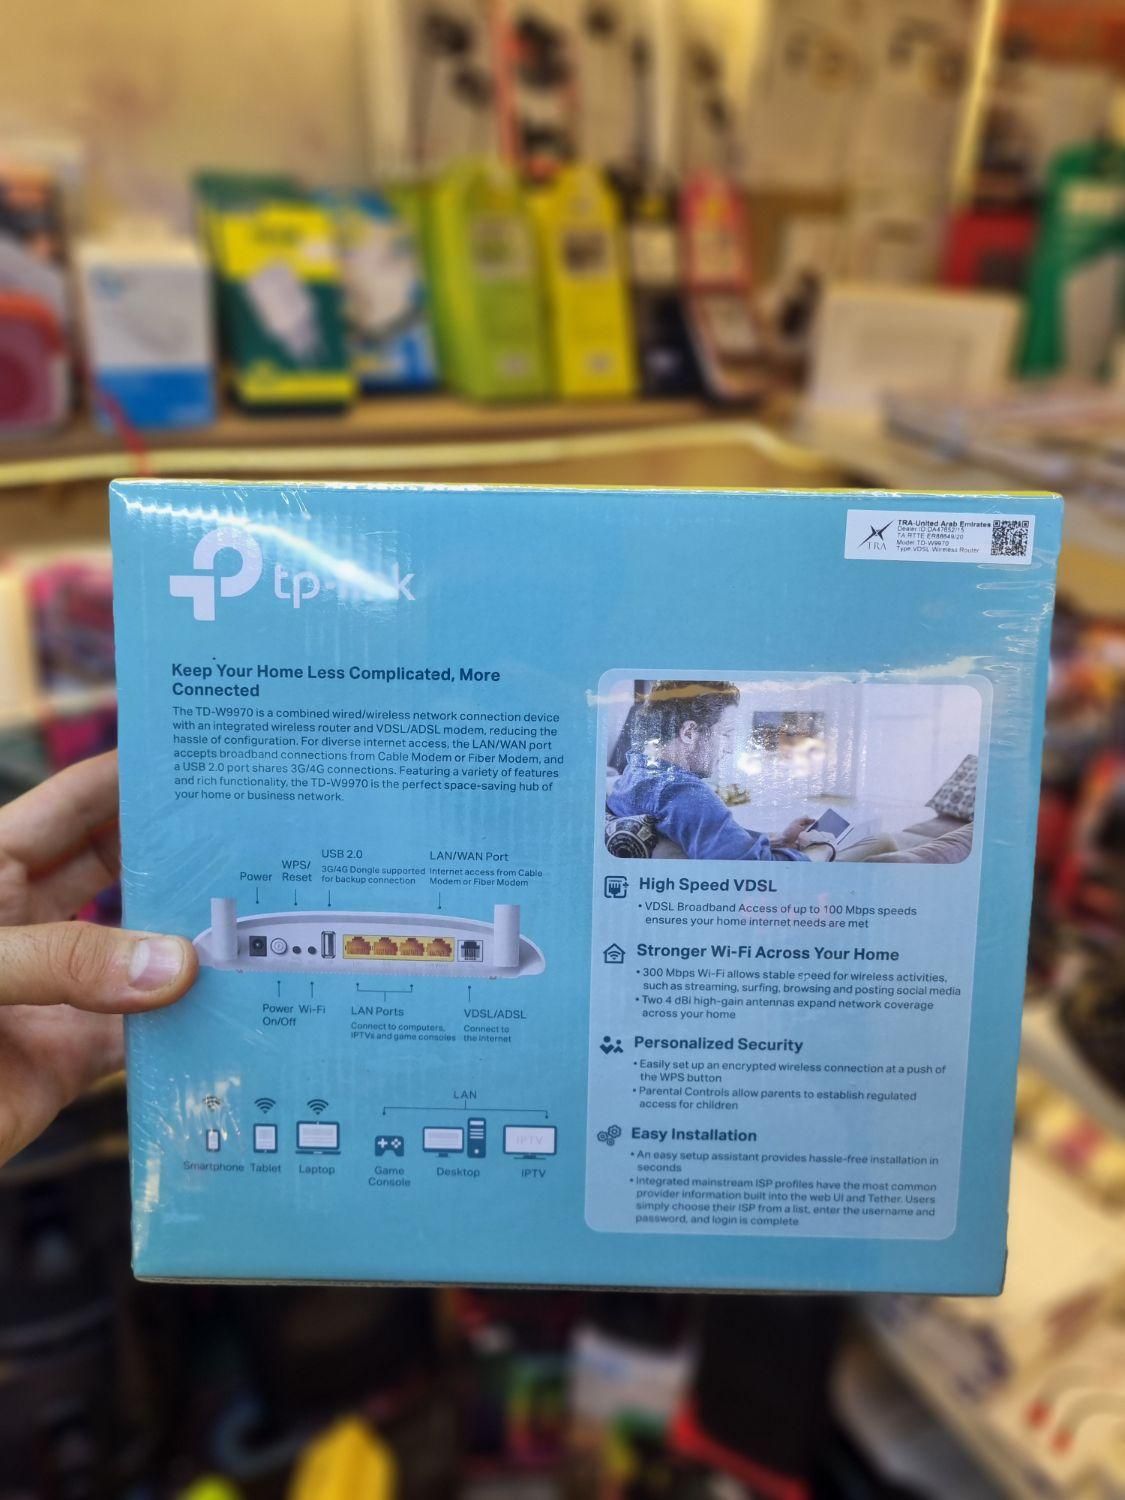 tp-link
TRA-United Arab Emirates
Dealer ID:DA47652/15
TA RTTE ER88649/20
Model:TD-W9970
Type:VDSL Wireless Router
TRA
Keep Your Home Less Complicated, More
Connected
The TD-W9970 is a combined wired/wireless network connection device
with an integrated wireless router and VDSL/ADSL modem, reducing the
hassle of configuration. For diverse internet access, the LAN/WAN port
accepts broadband connections from Cable Modem or Fiber Modem, and
a USB 2.0 port shares 3G/4G connections. Featuring a variety of features
and rich functionality, the TD-W9970 is the perfect space-saving hub of
your home or business network.
Power
WPS/
Reset
USB 2.0
3G/4G Dongle supported
for backup connection
LAN/WAN Port
Internet access from Cable
Modem or Fiber Modem
Power
On/Off
Wi-Fi
LAN Ports
Connect to computers,
IPTVs and game consoles
VDSL/ADSL
Connect to
the Internet
LAN
IPTV
Smartphone
Tablet
Laptop
Game
Console
Desktop
IPTV
High Speed VDSL
• VDSL Broadband Access of up to 100 Mbps speeds
ensures your home internet needs are met
Stronger Wi-Fi Across Your Home
• 300 Mbps Wi-Fi allows stable speed for wireless activities,
such as streaming, surfing, browsing and posting social media
• Two 4 dBi high-gain antennas expand network coverage
across your home
Personalized Security
• Easily set up an encrypted wireless connection at a push of
the WPS button
• Parental Controls allow parents to establish regulated
access for children
Easy Installation
• An easy setup assistant provides hassle-free installation in
seconds
• Integrated mainstream ISP profiles have the most common
provider information built into the web UI and Tether. Users
simply choose their ISP from a list, enter the username and
password, and login is complete